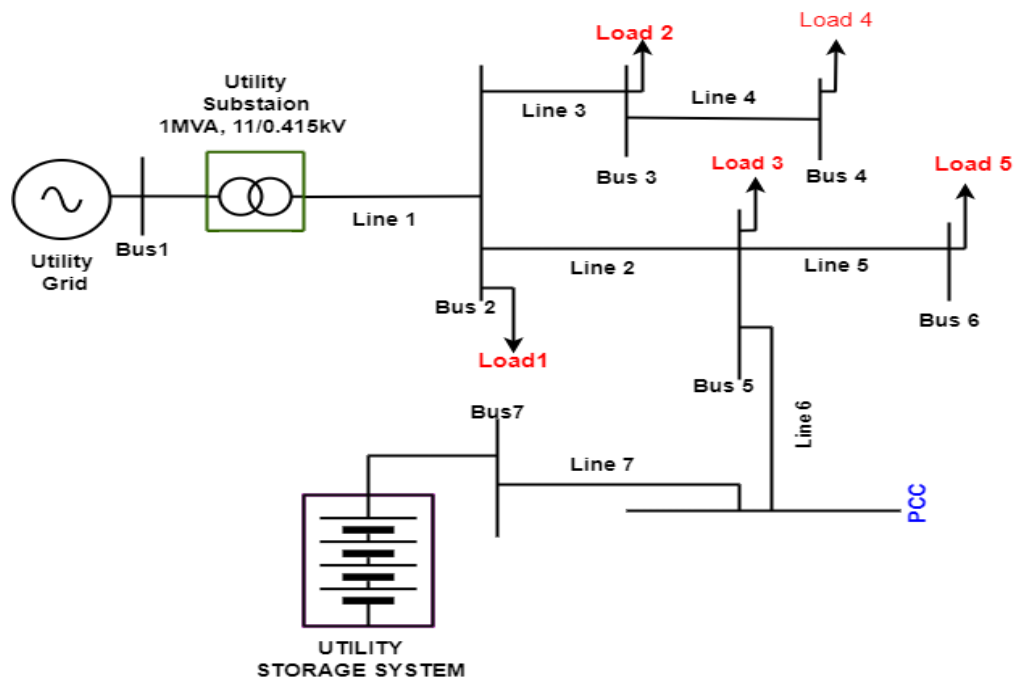 Load 2
Load 4
Utility
Substaion
1MVA, 11/0.415kV
Line 3
Line 4
Load 3
Load 5
Bus 3
Bus 4
Line 1
Bus1
Utility
Grid
Line 2
Line 5
Bus 2
Bus 6
Load1
Bus 5
Bus7
Line 6
Line 7
PCC
UTILITY
STORAGE SYSTEM